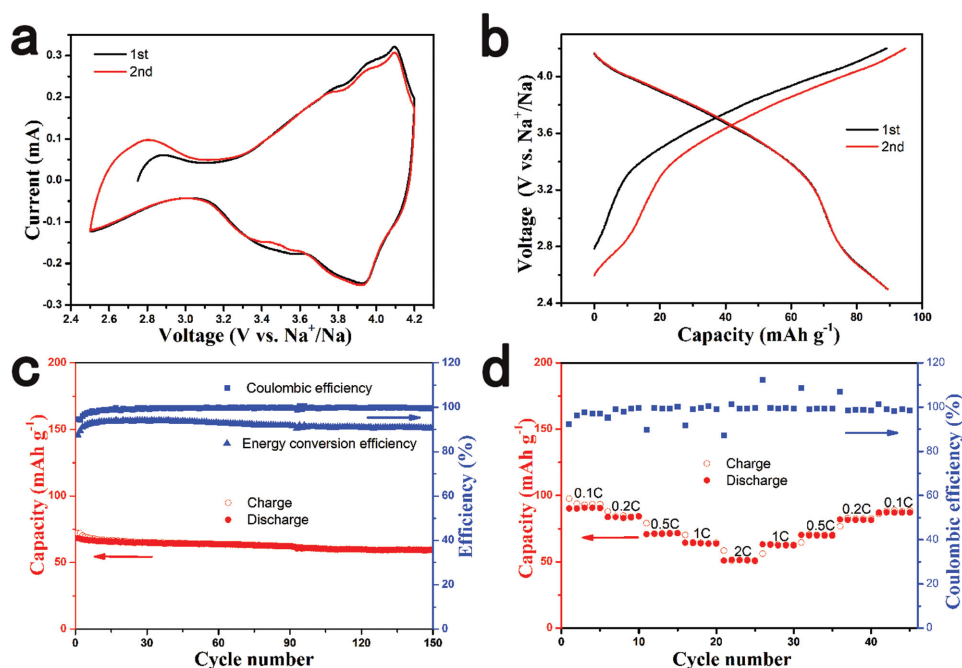 a
1st
2nd
0.3
0.2
0.1
0.0
-0.1
-0.2
-0.3
Current (mA)
2.4 2.6 2.8 3.0 3.2 3.4 3.6 3.8 4.0 4.2
Voltage (V vs. Na⁺/Na)
b
1st
2nd
4.0
3.6
3.2
2.8
2.4
Voltage (V vs. Na⁺/Na)
0 20 40 60 80 100
Capacity (mAh g⁻¹)
c
200
150
100
50
0
Capacity (mAh g⁻¹)
Coulombic efficiency
Energy conversion efficiency
Charge
Discharge
120
100
80
60
40
20
0
Efficiency (%)
0 30 60 90 120 150
Cycle number
d
200
150
100
50
0
Capacity (mAh g⁻¹)
Charge
Discharge
0.1C 0.2C 0.5C 1C 2C 1C 0.5C 0.2C 0.1C
120
100
80
60
40
20
0
Coulombic efficiency (%)
0 10 20 30 40
Cycle number